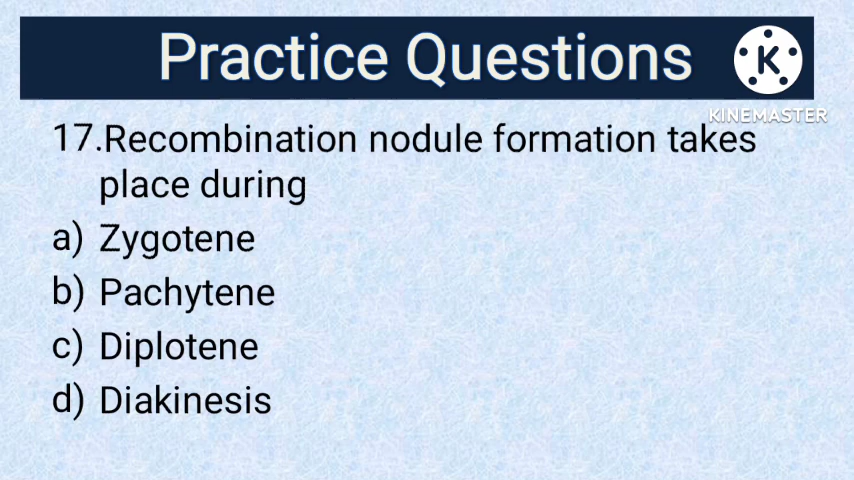 Practice Questions
K
KINEMASTER
17.Recombination nodule formation takes
place during
a) Zygotene
b) Pachytene
c) Diplotene
d) Diakinesis